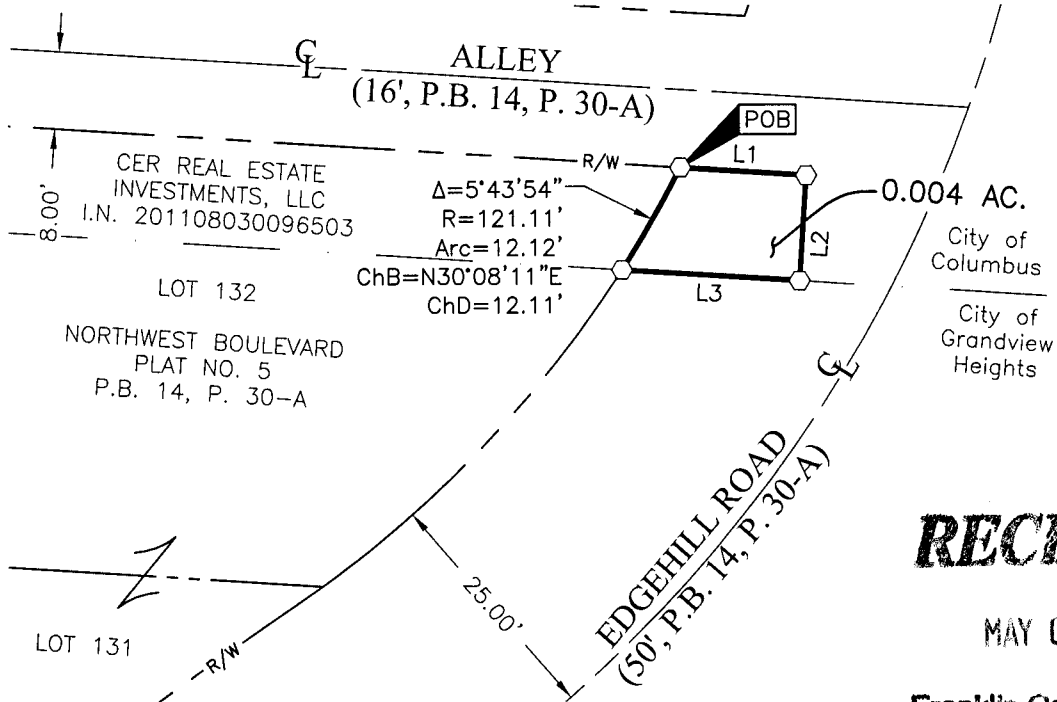 ℄ ALLEY
(16', P.B. 14, P. 30-A)
POB
R/W
L1
8.00'
CER REAL ESTATE
INVESTMENTS, LLC
I.N. 201108030096503
Δ=5°43'54"
R=121.11'
Arc=12.12'
ChB=N30°08'11"E
ChD=12.11'
0.004 AC.
L2
L3
City of
Columbus
City of
Grandview
Heights
LOT 132
NORTHWEST BOULEVARD
PLAT NO. 5
P.B. 14, P. 30-A
℄
EDGEHILL ROAD
(50', P.B. 14, P. 30-A)
25.00'
LOT 131
R/W
MAY